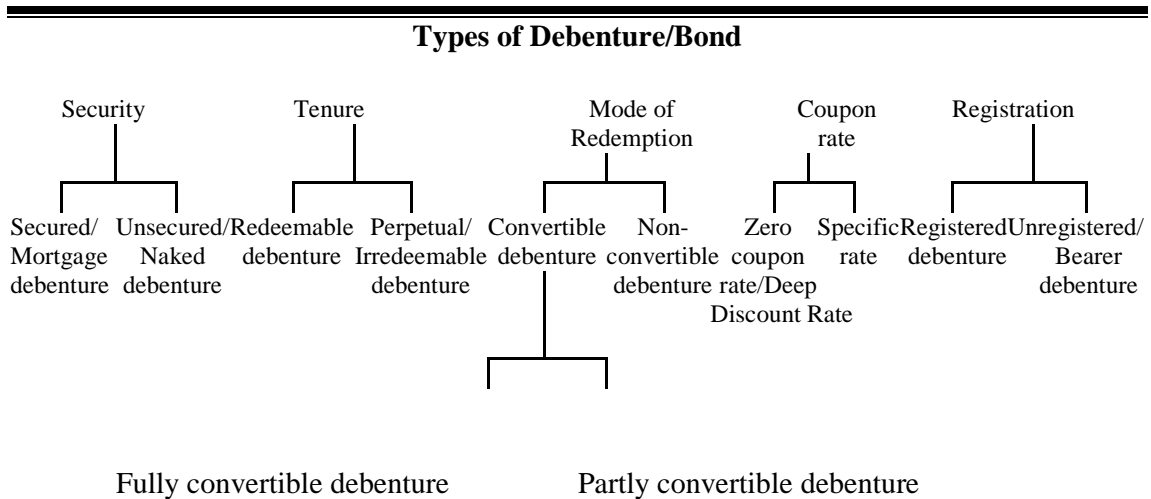 Types of Debenture/Bond
Security Tenure Mode of Redemption Coupon rate Registration
Secured/ Mortgage debenture
Unsecured/ Naked debenture
Redeemable debenture
Perpetual/ Irredeemable debenture
Convertible debenture
Non-convertible debenture
Zero coupon rate/Deep Discount Rate
Specific rate
Registered debenture
Unregistered/ Bearer debenture
Fully convertible debenture Partly convertible debenture